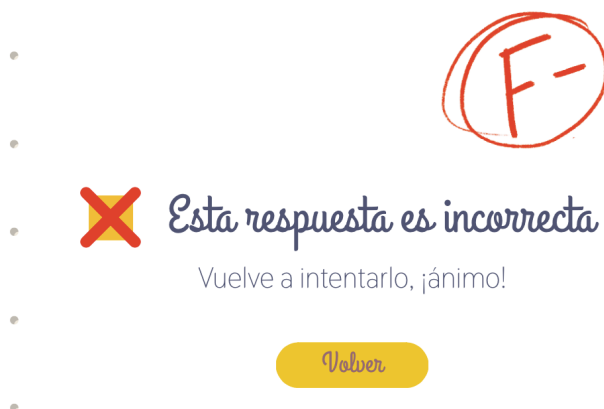 F-
Esta respuesta es incorrecta
Vuelve a intentarlo, ¡ánimo!
Volver